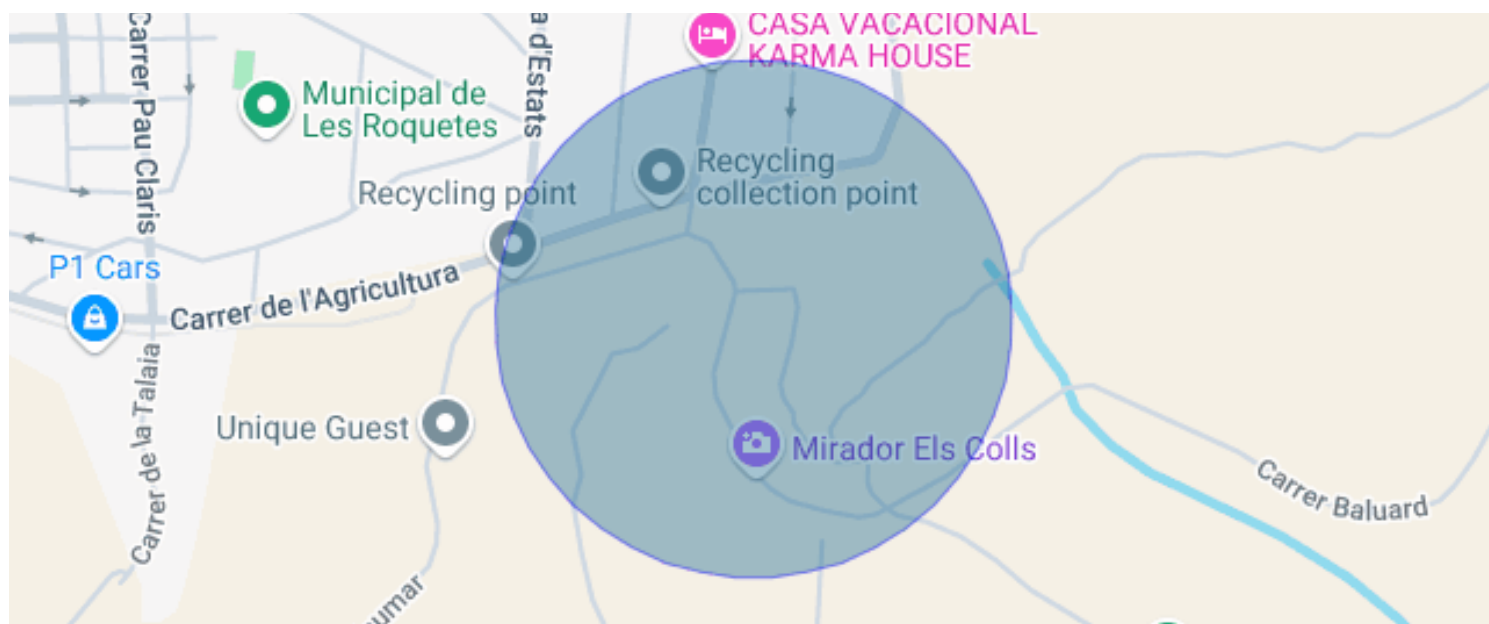 Carrer Pau Claris
a d'Estats
CASA VACACIONAL
KARMA HOUSE
Municipal de
Les Roquetes
Recycling
collection point
Recycling point
P1 Cars
Carrer de l'Agricultura
Carrer de la Talaia
Unique Guest
Mirador Els Colls
Carrer Baluard
umar